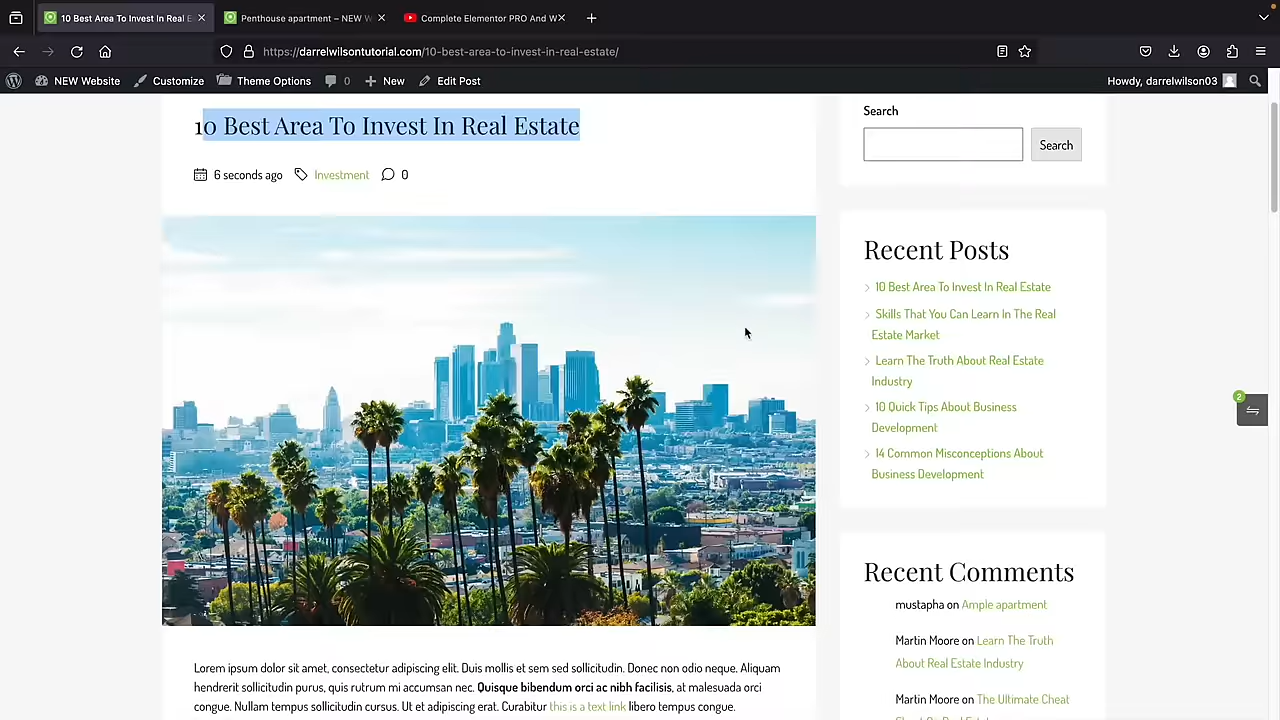 10 Best Area To Invest In Real E
Penthouse apartment – NEW W
Complete Elementor PRO And W
https://darrelwilsontutorial.com/10-best-area-to-invest-in-real-estate/
NEW Website
Customize
Theme Options
0
New
Edit Post
Howdy, darrelwilson03
10 Best Area To Invest In Real Estate
6 seconds ago
Investment
0
Lorem ipsum dolor sit amet, consectetur adipiscing elit. Duis mollis et sem sed sollicitudin. Donec non odio neque. Aliquam
hendrerit sollicitudin purus, quis rutrum mi accumsan nec. Quisque bibendum orci ac nibh facilisis, at malesuada orci
congue. Nullam tempus sollicitudin cursus. Ut et adipiscing erat. Curabitur this is a text link libero tempus congue.
Search
Search
Recent Posts
10 Best Area To Invest In Real Estate
Skills That You Can Learn In The Real
Estate Market
Learn The Truth About Real Estate
Industry
10 Quick Tips About Business
Development
14 Common Misconceptions About
Business Development
Recent Comments
mustapha on Ample apartment
Martin Moore on Learn The Truth
About Real Estate Industry
Martin Moore on The Ultimate Cheat
2